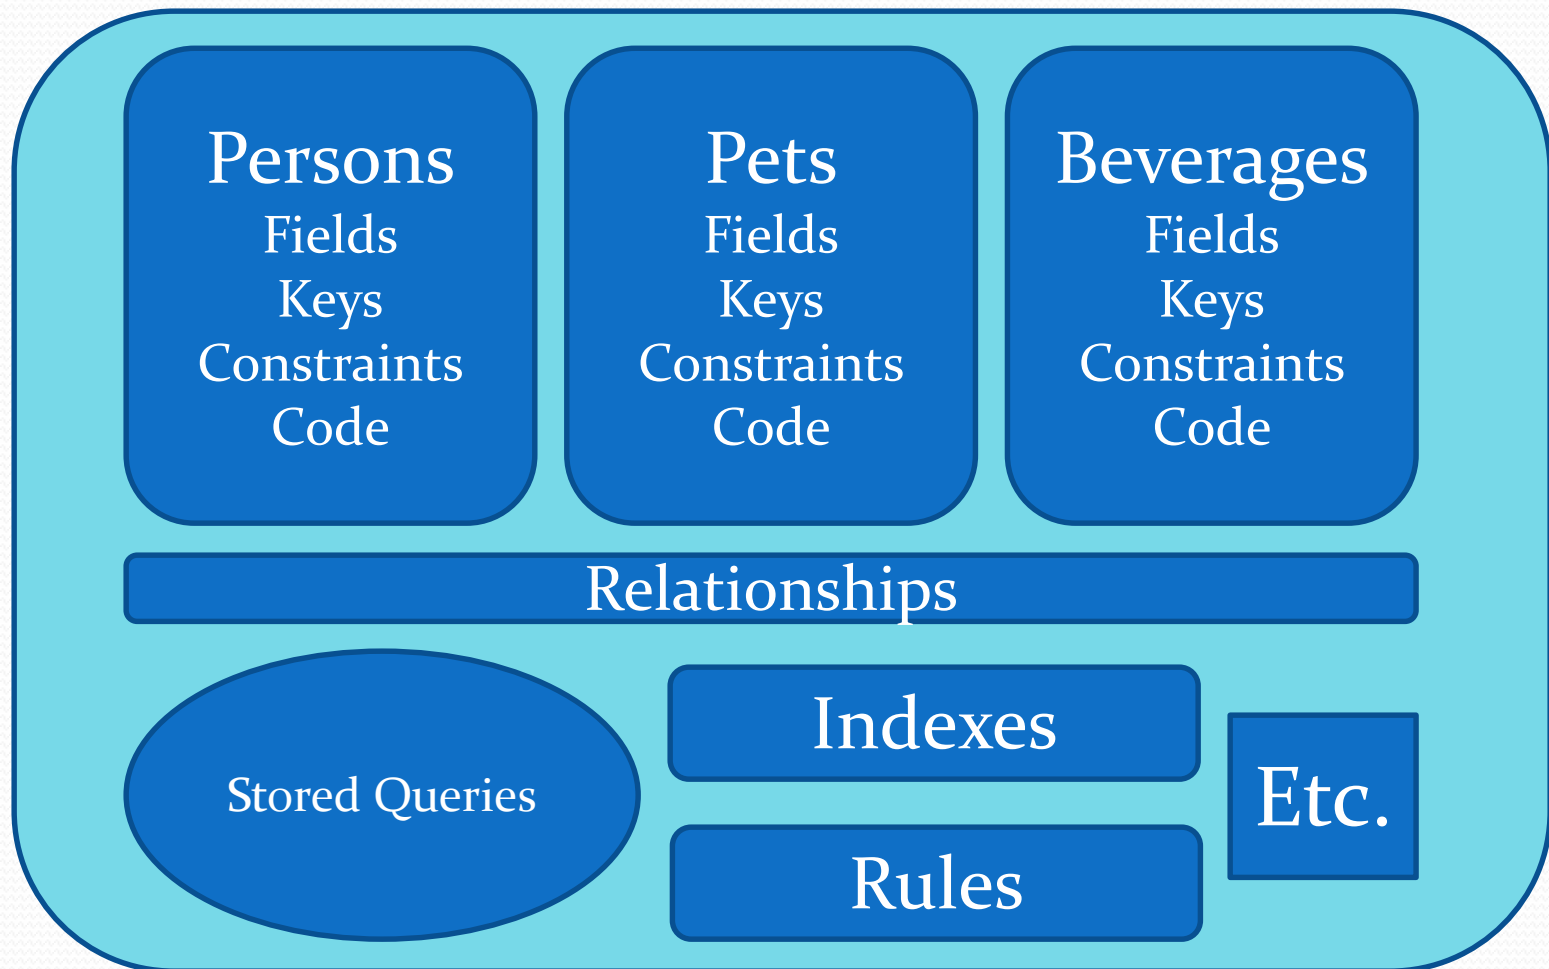 Persons
Fields
Keys
Constraints
Code
Pets
Fields
Keys
Constraints
Code
Beverages
Fields
Keys
Constraints
Code
Relationships
Stored Queries
Indexes
Rules
Etc.